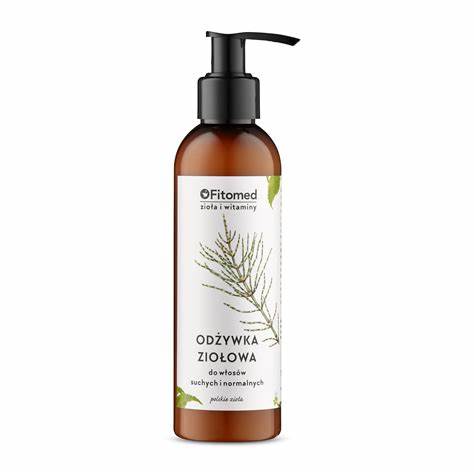 Fitomed
zioła i witaminy
ODŻYWKA
ZIOŁOWA
do włosów
suchych i normalnych
polskie zioła